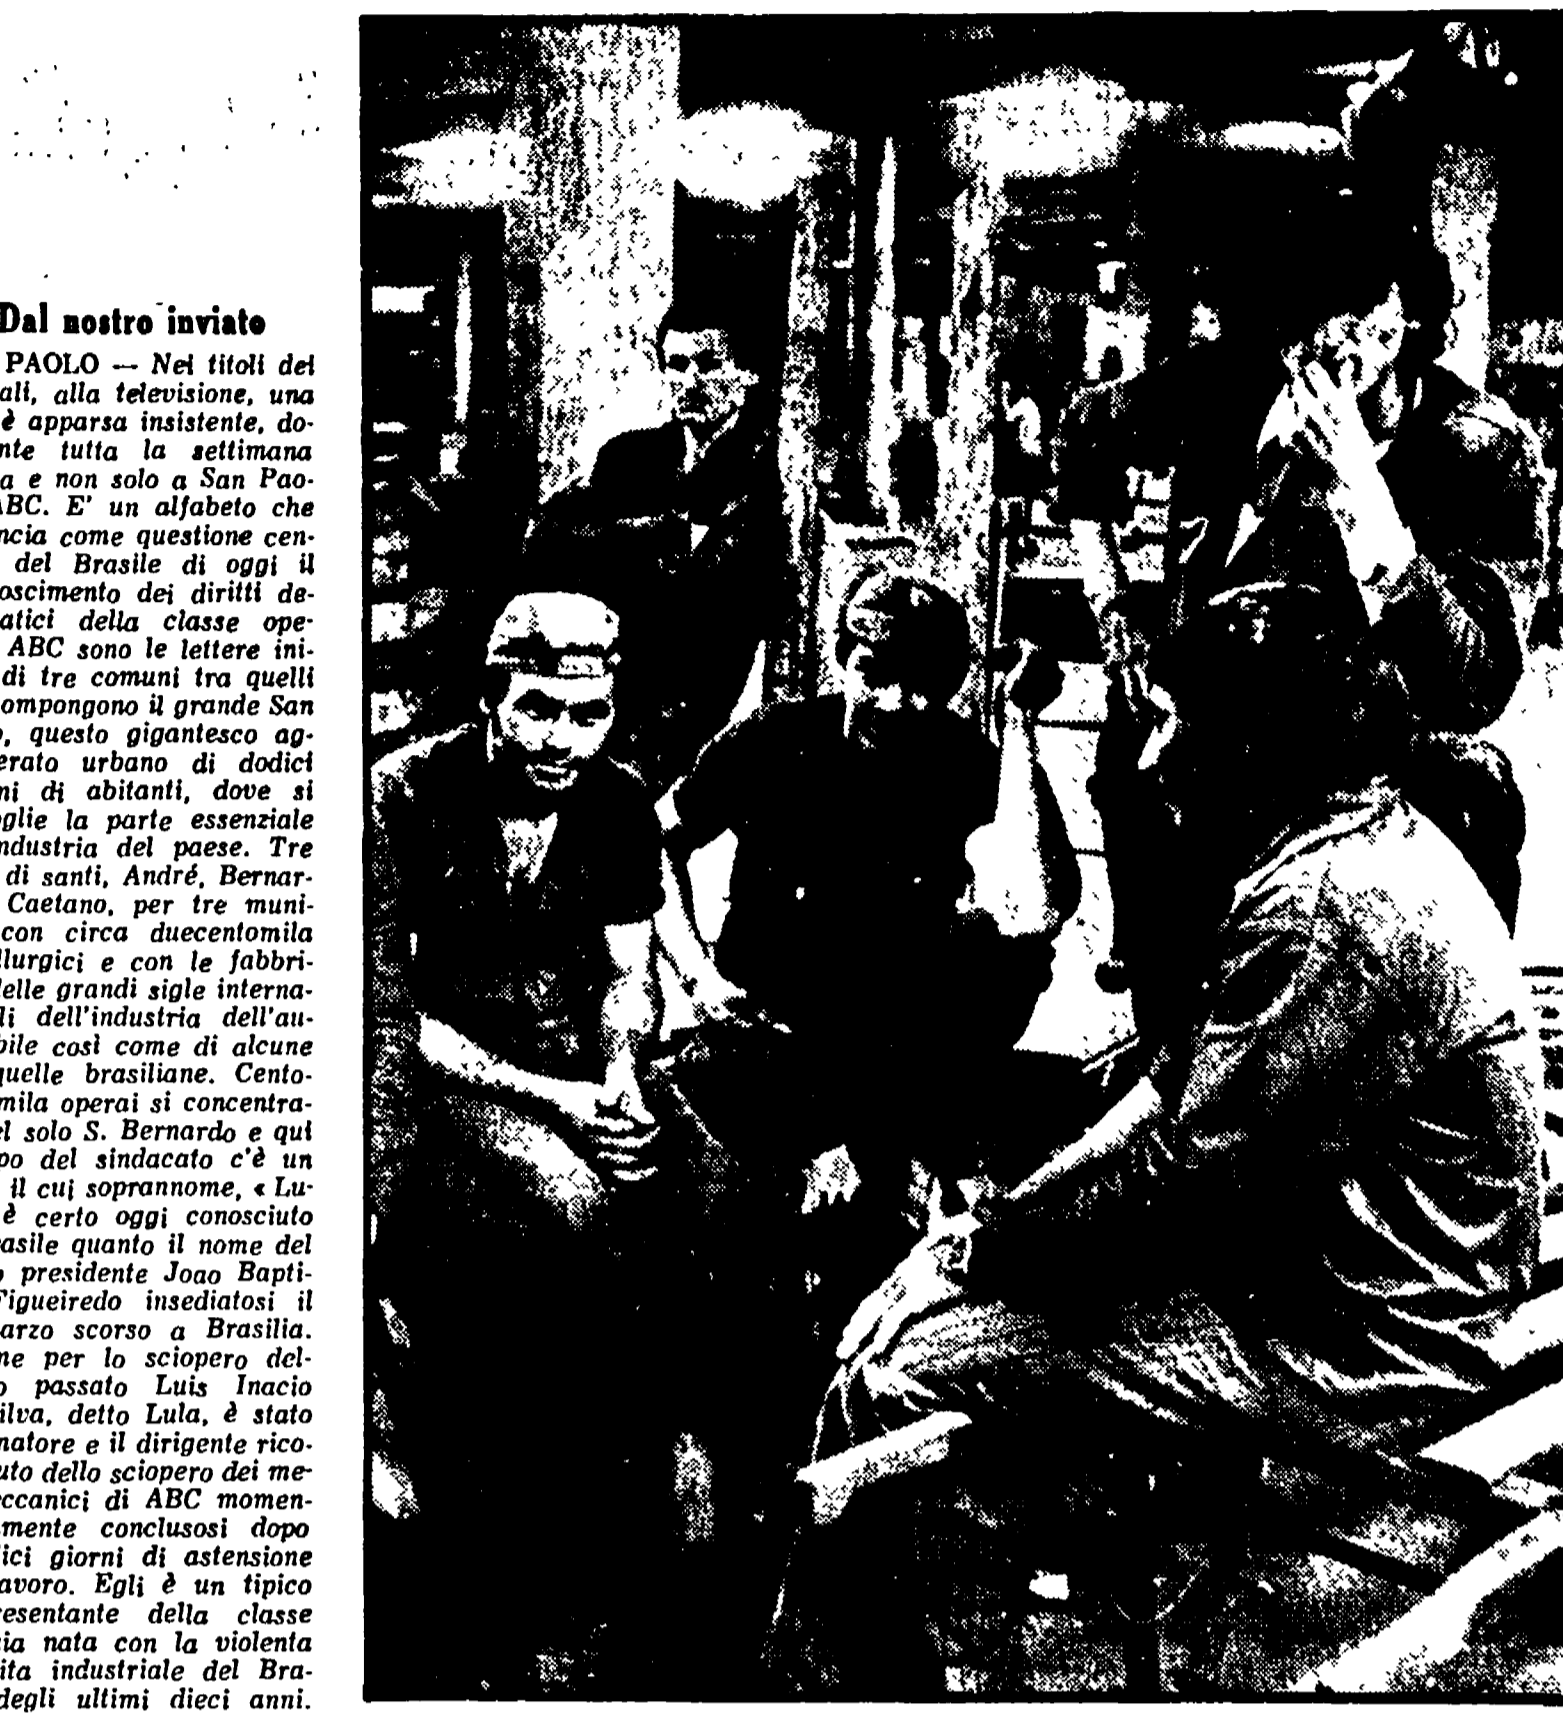 Dal nostro inviato
PAOLO — Nei titoli dei
ali, alla televisione, una
è apparsa insistente, do-
nte tutta la settimana
a e non solo a San Pao-
ABC. E' un alfabeto che
ncia come questione cen-
del Brasile di oggi il
oscimento dei diritti de-
atici della classe ope-
ABC sono le lettere ini-
di tre comuni tra quelli
ompongono il grande San
o, questo gigantesco ag-
erato urbano di dodici
ni di abitanti, dove si
oglie la parte essenziale
ndustria del paese. Tre
di santi, André, Bernar-
Caetano, per tre muni-
con circa duecentomila
llurgici e con le fabbri-
delle grandi sigle interna-
li dell'industria dell'au-
bile così come di alcune
quelle brasiliane. Cento-
mila operai si concentra-
el solo S. Bernardo e qui
po del sindacato c'è un
il cui soprannome, « Lu-
è certo oggi conosciuto
rasile quanto il nome del
o presidente Joao Bapti-
Figueiredo insediatosi il
arzo scorso a Brasilia.
ne per lo sciopero del-
o passato Luis Inacio
ilva, detto Lula, è stato
natore e il dirigente rico-
uto dello sciopero dei me-
ccanici di ABC momen-
mente conclusosi dopo
ici giorni di astensione
avoro. Egli è un tipico
resentante della classe
ia nata con la violenta
ita industriale del Bra-
degli ultimi dieci anni.